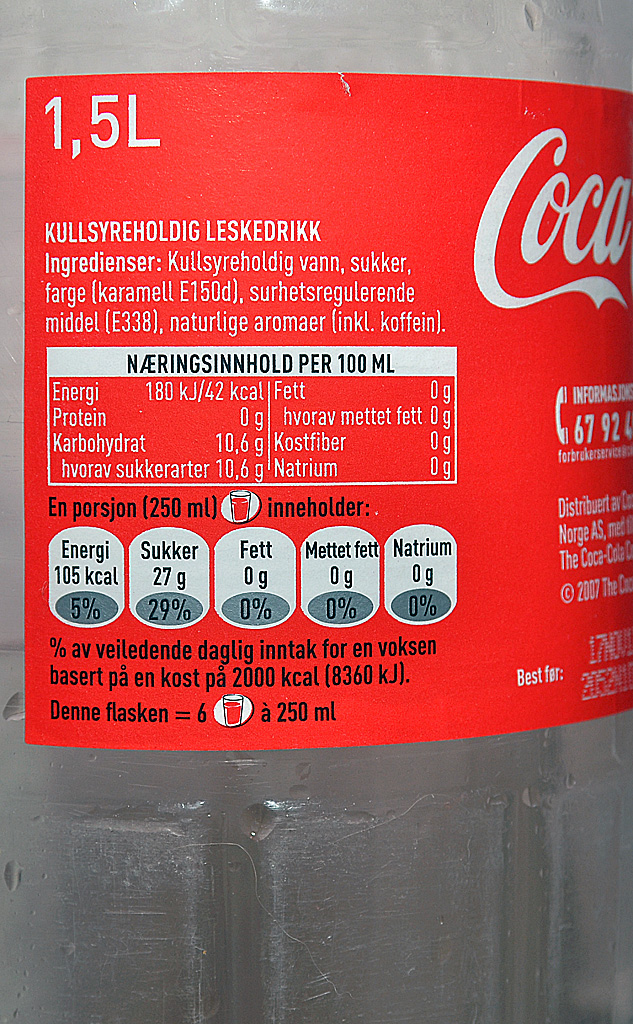 1,5L
Coca
KULLSYREHOLDIG LESKEDRIKK
Ingredienser: Kullsyreholdig vann, sukker,
farge (karamell E150d), surhetsregulerende
middel (E338), naturlige aromaer (inkl. koffein).
NÆRINGSINNHOLD PER 100 ML
Energi 180 kJ/42 kcal Fett 0 g
Protein 0 g hvorav mettet fett 0 g
Karbohydrat 10,6 g Kostfiber 0 g
hvorav sukkerarter 10,6 g Natrium 0 g
En porsjon (250 ml) inneholder:
Energi Sukker Fett Mettet fett Natrium
105 kcal 27 g 0 g 0 g 0 g
5% 29% 0% 0% 0%
% av veiledende daglig inntak for en voksen
basert på en kost på 2000 kcal (8360 kJ).
Denne flasken = 6 à 250 ml
67 92
Distribuert av
Norge AS, med
The Coca-Cola
© 2007 The
Best før: